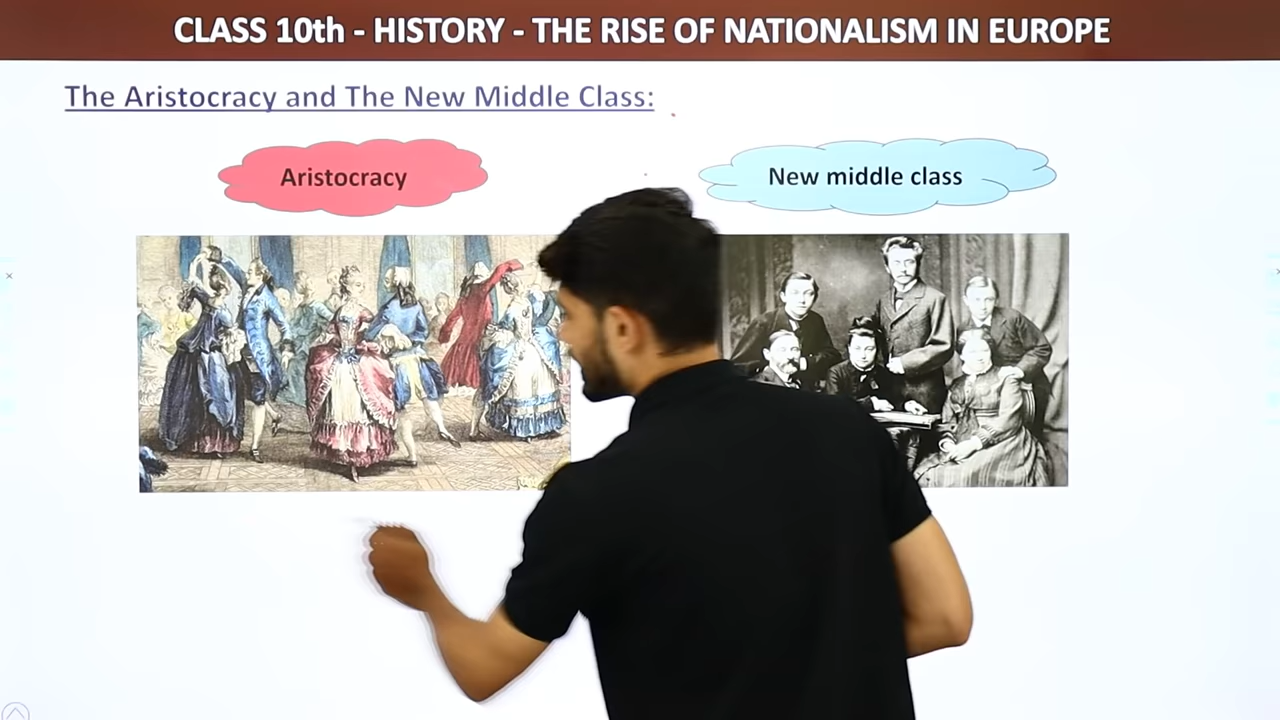 CLASS 10th - HISTORY - THE RISE OF NATIONALISM IN EUROPE
The Aristocracy and The New Middle Class:
Aristocracy
New middle class